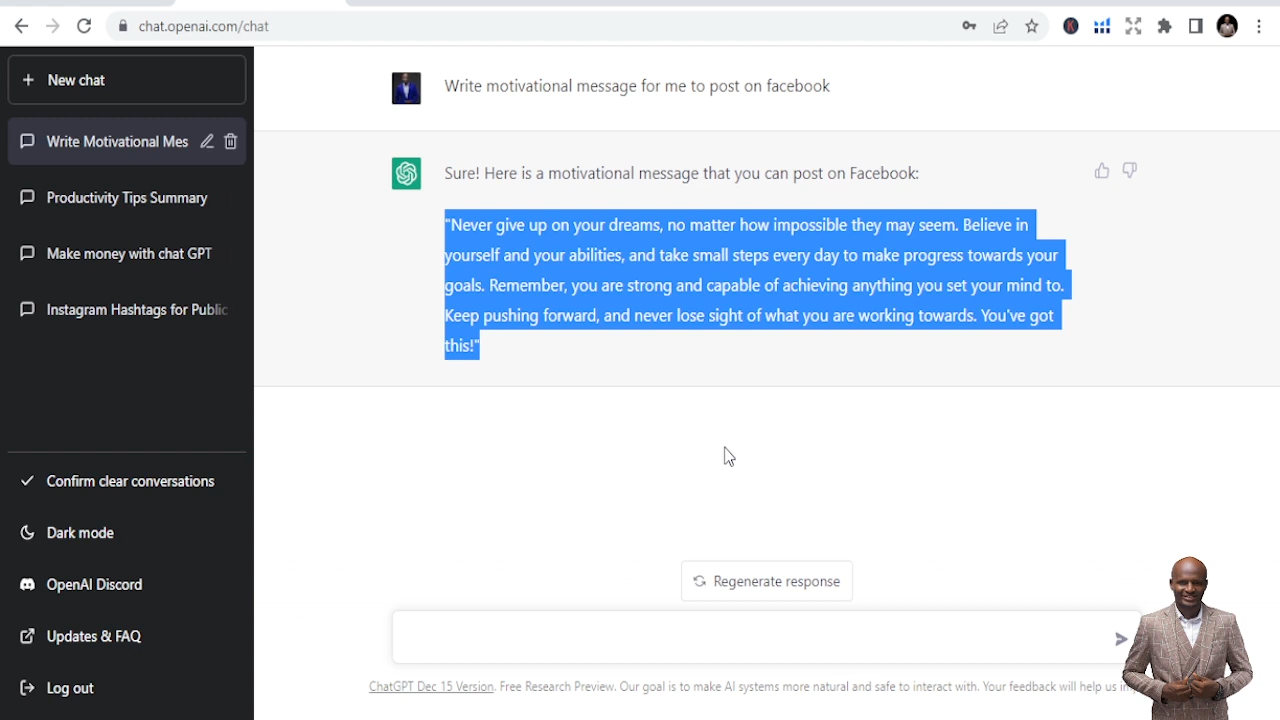 chat.openai.com/chat
K
New chat
Write Motivational Mes
Productivity Tips Summary
Make money with chat GPT
Instagram Hashtags for Public
Confirm clear conversations
Dark mode
OpenAI Discord
Updates & FAQ
Log out
Write motivational message for me to post on facebook
Sure! Here is a motivational message that you can post on Facebook:
"Never give up on your dreams, no matter how impossible they may seem. Believe in
yourself and your abilities, and take small steps every day to make progress towards your
goals. Remember, you are strong and capable of achieving anything you set your mind to.
Keep pushing forward, and never lose sight of what you are working towards. You've got
this!"
Regenerate response
ChatGPT Dec 15 Version. Free Research Preview. Our goal is to make AI systems more natural and safe to interact with. Your feedback will help us